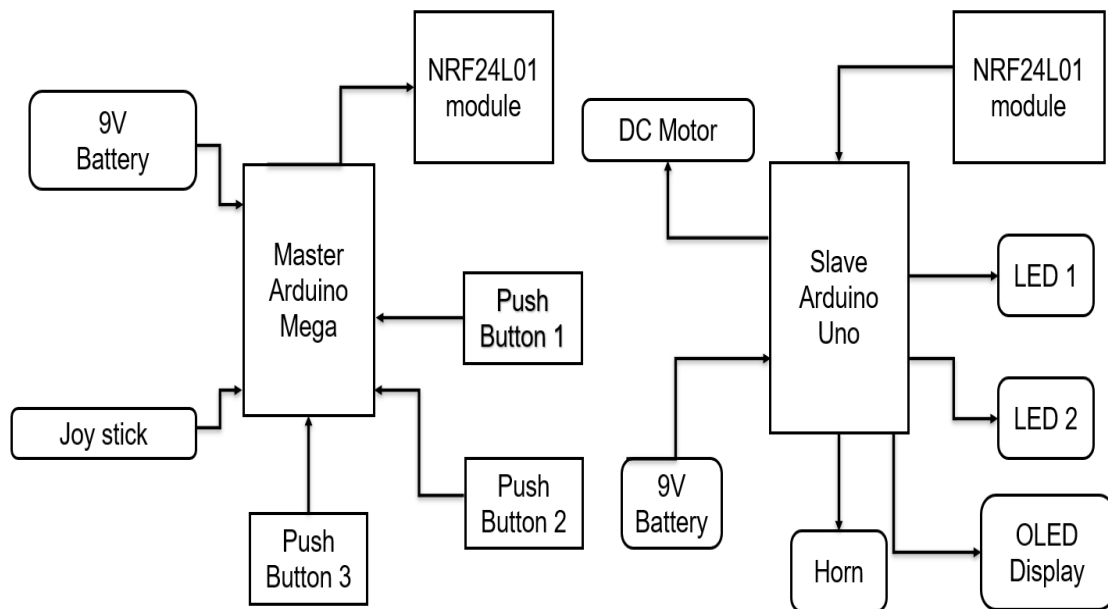 NRF24L01
module
9V
Battery
Master
Arduino
Mega
Push
Button 1
Joy stick
Push
Button 2
Push
Button 3
NRF24L01
module
DC Motor
Slave
Arduino
Uno
LED 1
LED 2
9V
Battery
Horn
OLED
Display